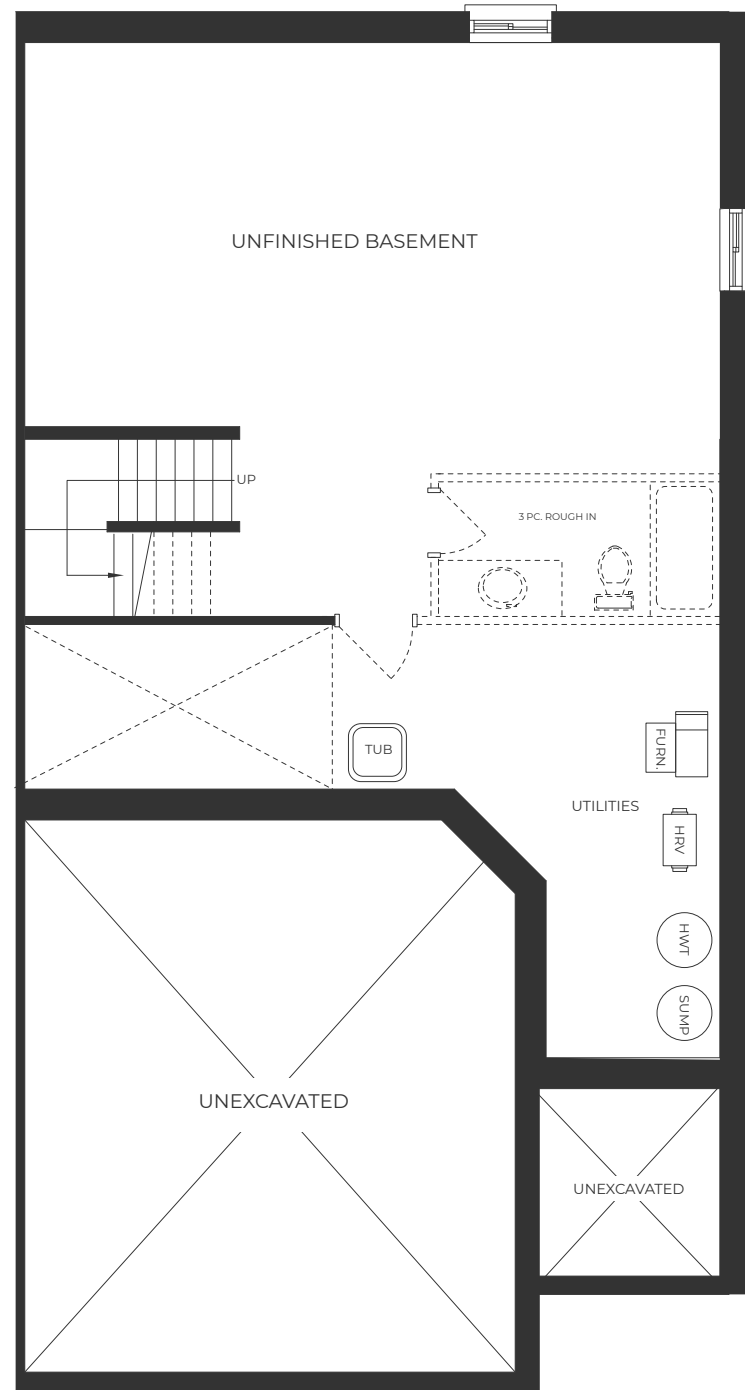 UNFINISHED BASEMENT
UP
3 PC. ROUGH IN
TUB
FURN.
UTILITIES
HRV
HWT
SUMP
UNEXCAVATED
UNEXCAVATED